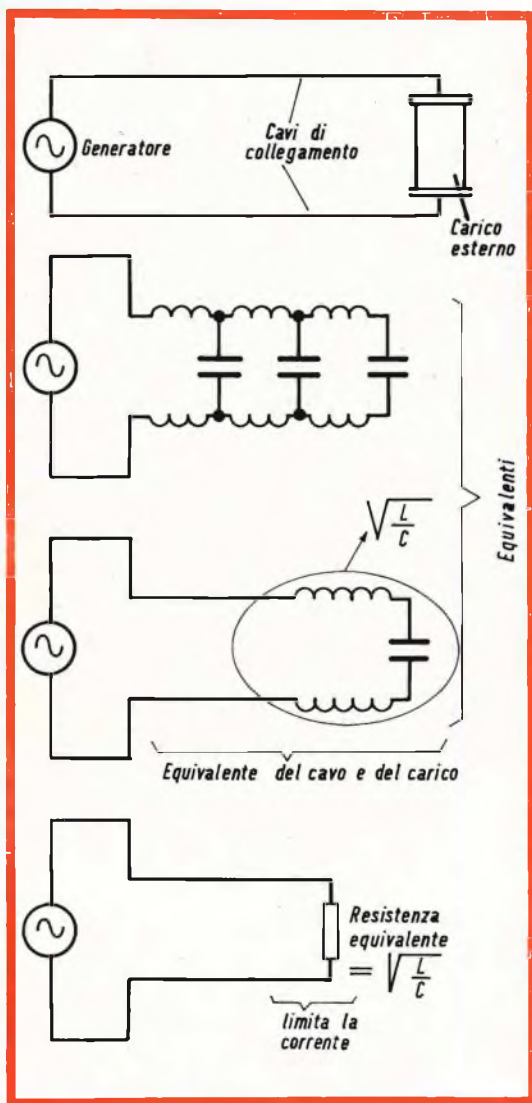 Generatore
Cavi di
collegamento
Carico
esterno
√L/C
Equivalenti
Equivalente del cavo e del carico
Resistenza
equivalente
= √L/C
limita la
corrente